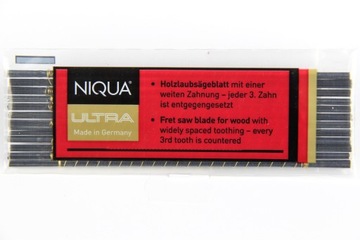 NIQUA®
ULTRA
Made in Germany
• Holzlaubsägeblatt mit einer
weiten Zahnung – jeder 3. Zahn
ist entgegengesetzt
• Fret saw blade for wood with
widely spaced toothing – every
3rd tooth is countered